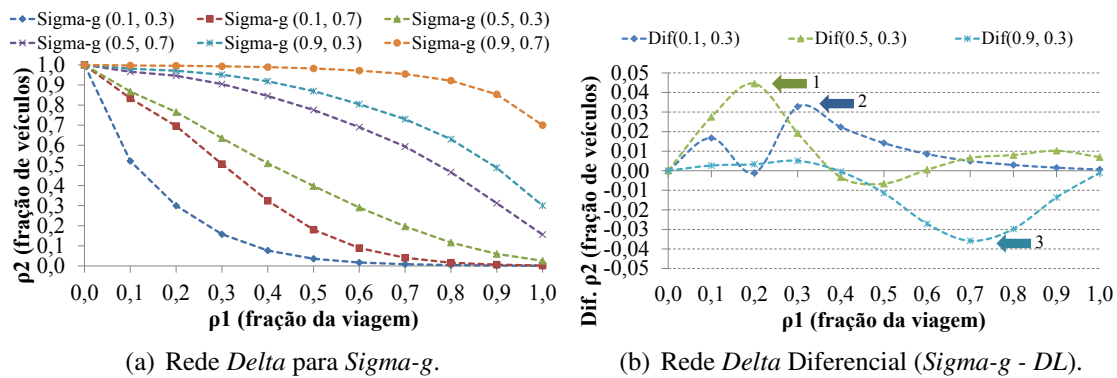 Sigma-g (0.1, 0.3) Sigma-g (0.1, 0.7) Sigma-g (0.5, 0.3)
Sigma-g (0.5, 0.7) Sigma-g (0.9, 0.3) Sigma-g (0.9, 0.7)
ρ2 (fração de veículos)
1,0
0,9
0,8
0,7
0,6
0,5
0,4
0,3
0,2
0,1
0,0
0,0 0,1 0,2 0,3 0,4 0,5 0,6 0,7 0,8 0,9 1,0
ρ1 (fração da viagem)
(a) Rede Delta para Sigma-g.
Dif(0.1, 0.3) Dif(0.5, 0.3) Dif(0.9, 0.3)
Dif. ρ2 (fração de veículos)
0,05
0,04
0,03
0,02
0,01
0,00
-0,01
-0,02
-0,03
-0,04
-0,05
1
2
3
0,0 0,1 0,2 0,3 0,4 0,5 0,6 0,7 0,8 0,9 1,0
ρ1 (fração da viagem)
(b) Rede Delta Diferencial (Sigma-g - DL).